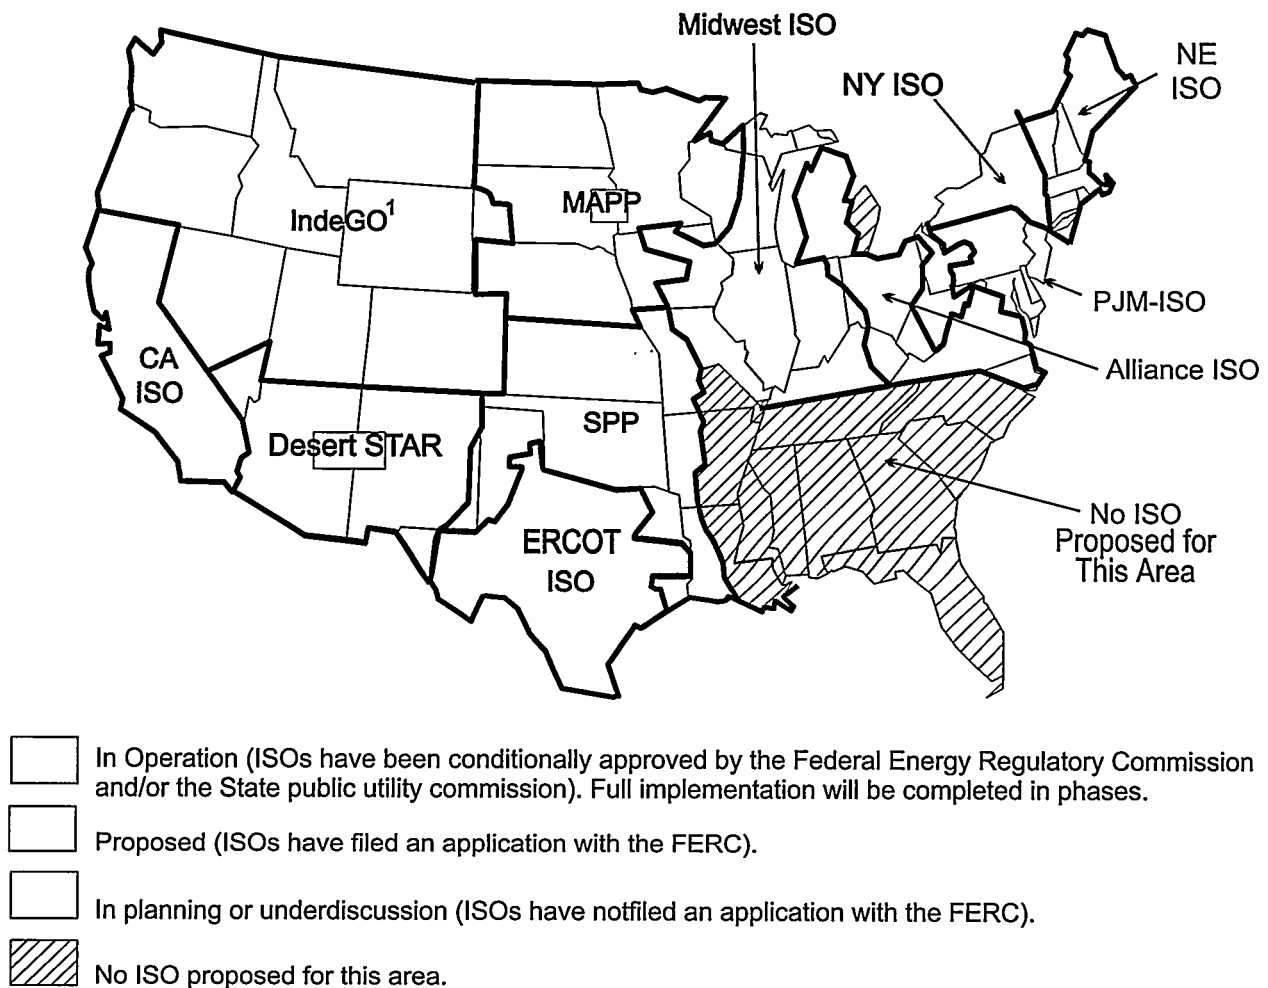 Midwest ISO
NE
ISO
NY ISO
MAPP
IndeGO1
PJM-ISO
CA
ISO
Alliance ISO
SPP
Desert STAR
No ISO
Proposed for
This Area
ERCOT
ISO
In Operation (ISOs have been conditionally approved by the Federal Energy Regulatory Commission
and/or the State public utility commission). Full implementation will be completed in phases.
Proposed (ISOs have filed an application with the FERC).
In planning or underdiscussion (ISOs have notfiled an application with the FERC).
No ISO proposed for this area.